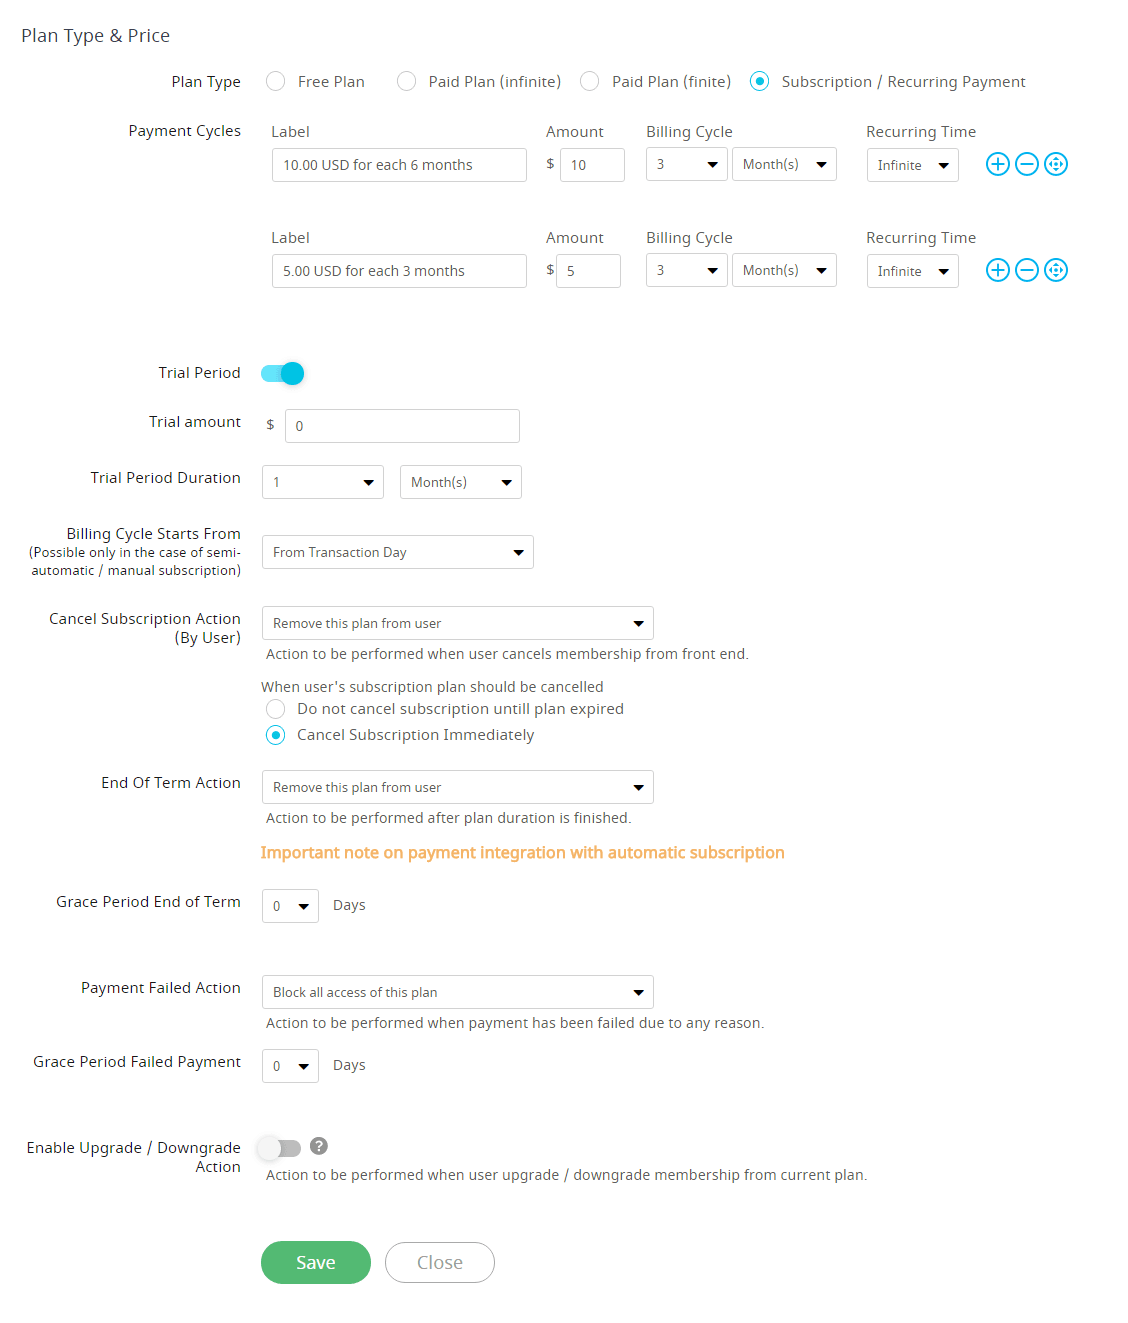 Plan Type & Price
Plan Type Free Plan Paid Plan (infinite) Paid Plan (finite) Subscription / Recurring Payment
Payment Cycles Label Amount Billing Cycle Recurring Time
10.00 USD for each 6 months $ 10 3 Month(s) Infinite
Label Amount Billing Cycle Recurring Time
5.00 USD for each 3 months $ 5 3 Month(s) Infinite
Trial Period
Trial amount $ 0
Trial Period Duration 1 Month(s)
Billing Cycle Starts From
(Possible only in the case of semi-
automatic / manual subscription)
From Transaction Day
Cancel Subscription Action
(By User)
Remove this plan from user
Action to be performed when user cancels membership from front end.
When user's subscription plan should be cancelled
Do not cancel subscription untill plan expired
Cancel Subscription Immediately
End Of Term Action Remove this plan from user
Action to be performed after plan duration is finished.
Important note on payment integration with automatic subscription
Grace Period End of Term 0 Days
Payment Failed Action Block all access of this plan
Action to be performed when payment has been failed due to any reason.
Grace Period Failed Payment 0 Days
Enable Upgrade / Downgrade
Action
?
Action to be performed when user upgrade / downgrade membership from current plan.
Save Close